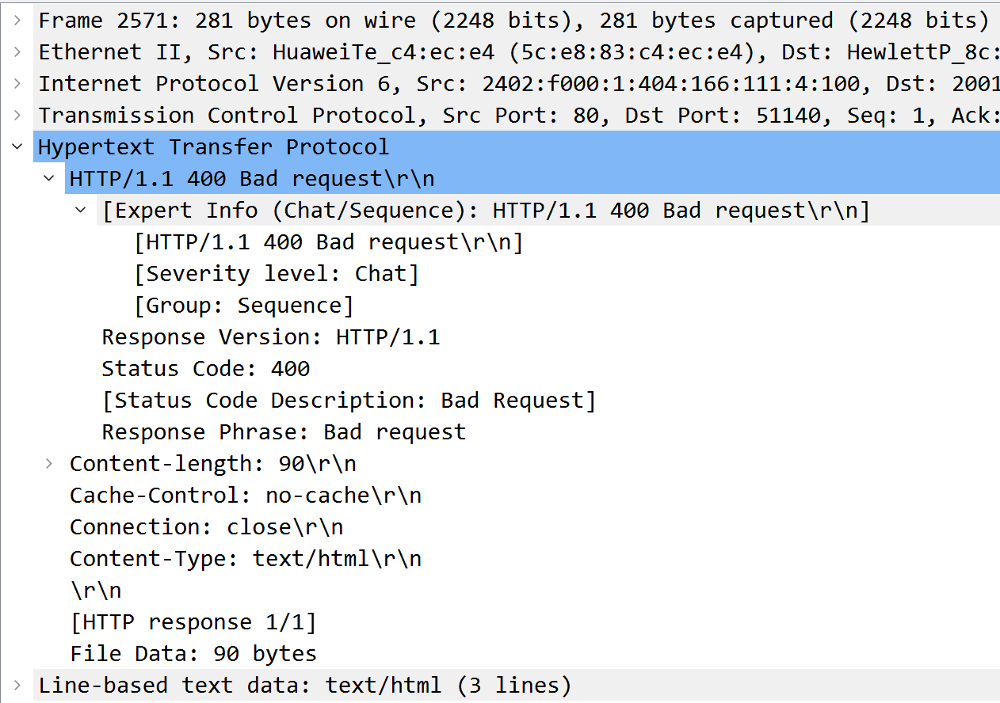 Frame 2571: 281 bytes on wire (2248 bits), 281 bytes captured (2248 bits)
Ethernet II, Src: HuaweiTe_c4:ec:e4 (5c:e8:83:c4:ec:e4), Dst: HewlettP_8c:
Internet Protocol Version 6, Src: 2402:f000:1:404:166:111:4:100, Dst: 2001
Transmission Control Protocol, Src Port: 80, Dst Port: 51140, Seq: 1, Ack:
Hypertext Transfer Protocol
HTTP/1.1 400 Bad request\r\n
[Expert Info (Chat/Sequence): HTTP/1.1 400 Bad request\r\n]
[HTTP/1.1 400 Bad request\r\n]
[Severity level: Chat]
[Group: Sequence]
Response Version: HTTP/1.1
Status Code: 400
[Status Code Description: Bad Request]
Response Phrase: Bad request
Content-length: 90\r\n
Cache-Control: no-cache\r\n
Connection: close\r\n
Content-Type: text/html\r\n
\r\n
[HTTP response 1/1]
File Data: 90 bytes
Line-based text data: text/html (3 lines)